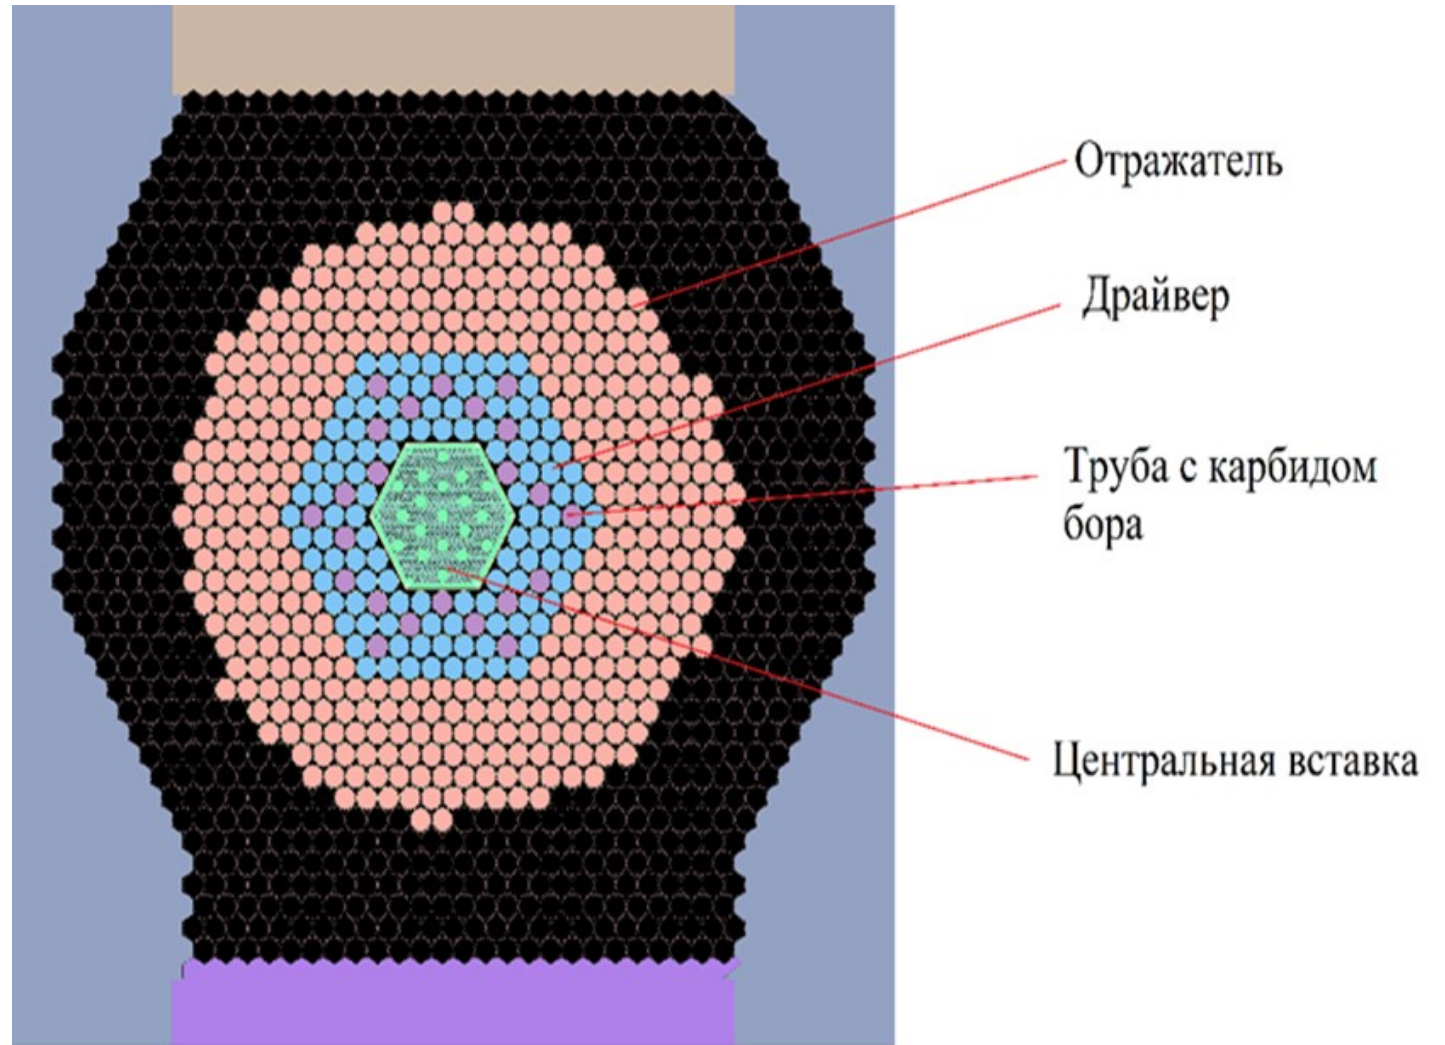 Отражатель
Драйвер
Труба с карбидом
бора
Центральная вставка